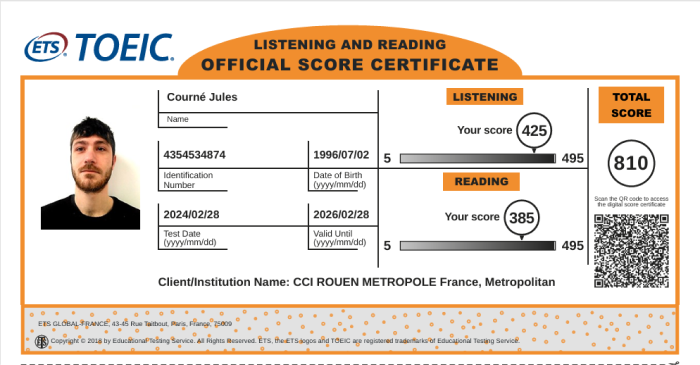 ETS TOEIC®
LISTENING AND READING
OFFICIAL SCORE CERTIFICATE
Courné Jules
Name
4354534874
Identification
Number
1996/07/02
Date of Birth
(yyyy/mm/dd)
2024/02/28
Test Date
(yyyy/mm/dd)
2026/02/28
Valid Until
(yyyy/mm/dd)
LISTENING
Your score 425
5 495
READING
Your score 385
5 495
TOTAL
SCORE
810
Scan the QR code to access
the digital score certificate
Client/Institution Name: CCI ROUEN METROPOLE France, Metropolitan
ETS GLOBAL FRANCE, 43-45 Rue Taitbout, Paris, France, 75009
Copyright © 2018 by Educational Testing Service. All Rights Reserved. ETS, the ETS logos and TOEIC are registered trademarks of Educational Testing Service.